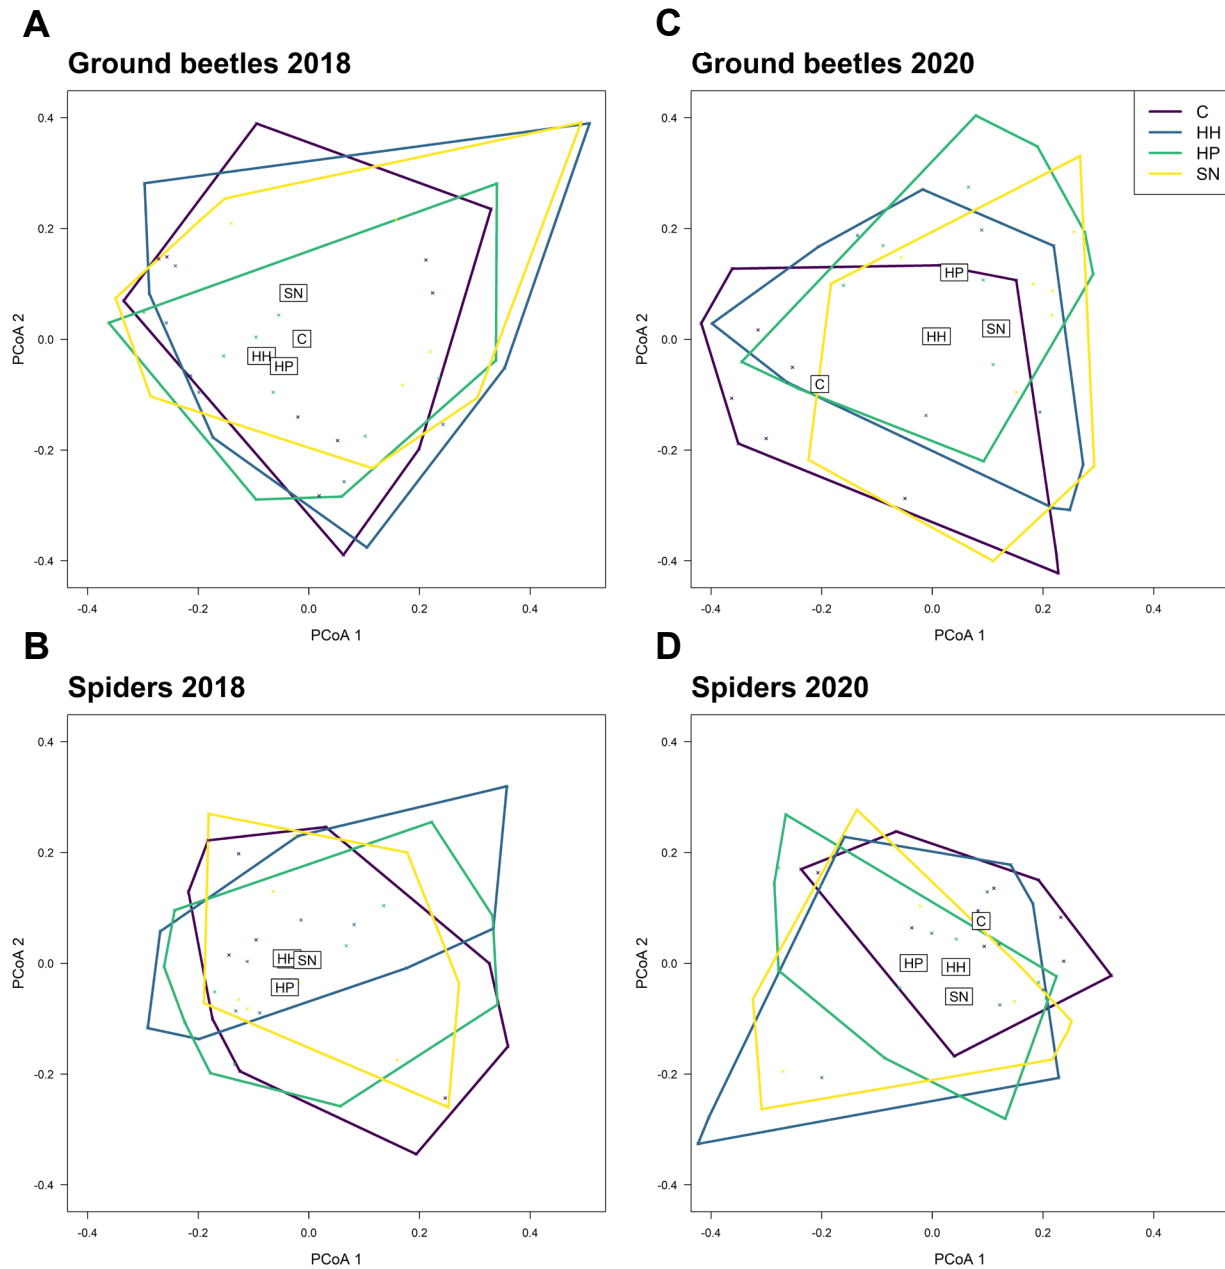 A
Ground beetles 2018
0.4
0.2
0.0
-0.2
-0.4
PCoA 2
SN
C
HH
HP
-0.4
-0.2
0.0
0.2
0.4
PCoA 1
C
Ground beetles 2020
C
HH
HP
SN
0.4
0.2
0.0
-0.2
-0.4
PCoA 2
HP
SN
HH
C
-0.4
-0.2
0.0
0.2
0.4
PCoA 1
B
Spiders 2018
0.4
0.2
0.0
-0.2
-0.4
PCoA 2
HH
SN
HP
-0.4
-0.2
0.0
0.2
0.4
PCoA 1
D
Spiders 2020
0.4
0.2
0.0
-0.2
-0.4
PCoA 2
C
HP
HH
SN
-0.4
-0.2
0.0
0.2
0.4
PCoA 1